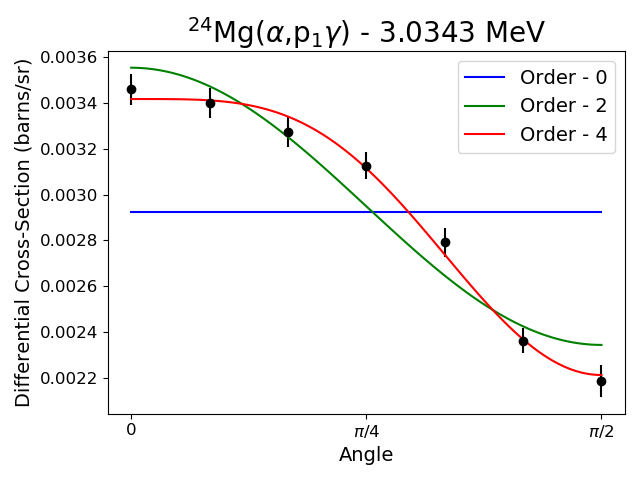 ²⁴Mg(α,p₁γ) - 3.0343 MeV
Differential Cross-Section (barns/sr)
0.0036
0.0034
0.0032
0.0030
0.0028
0.0026
0.0024
0.0022
Order - 0
Order - 2
Order - 4
0
π/4
π/2
Angle